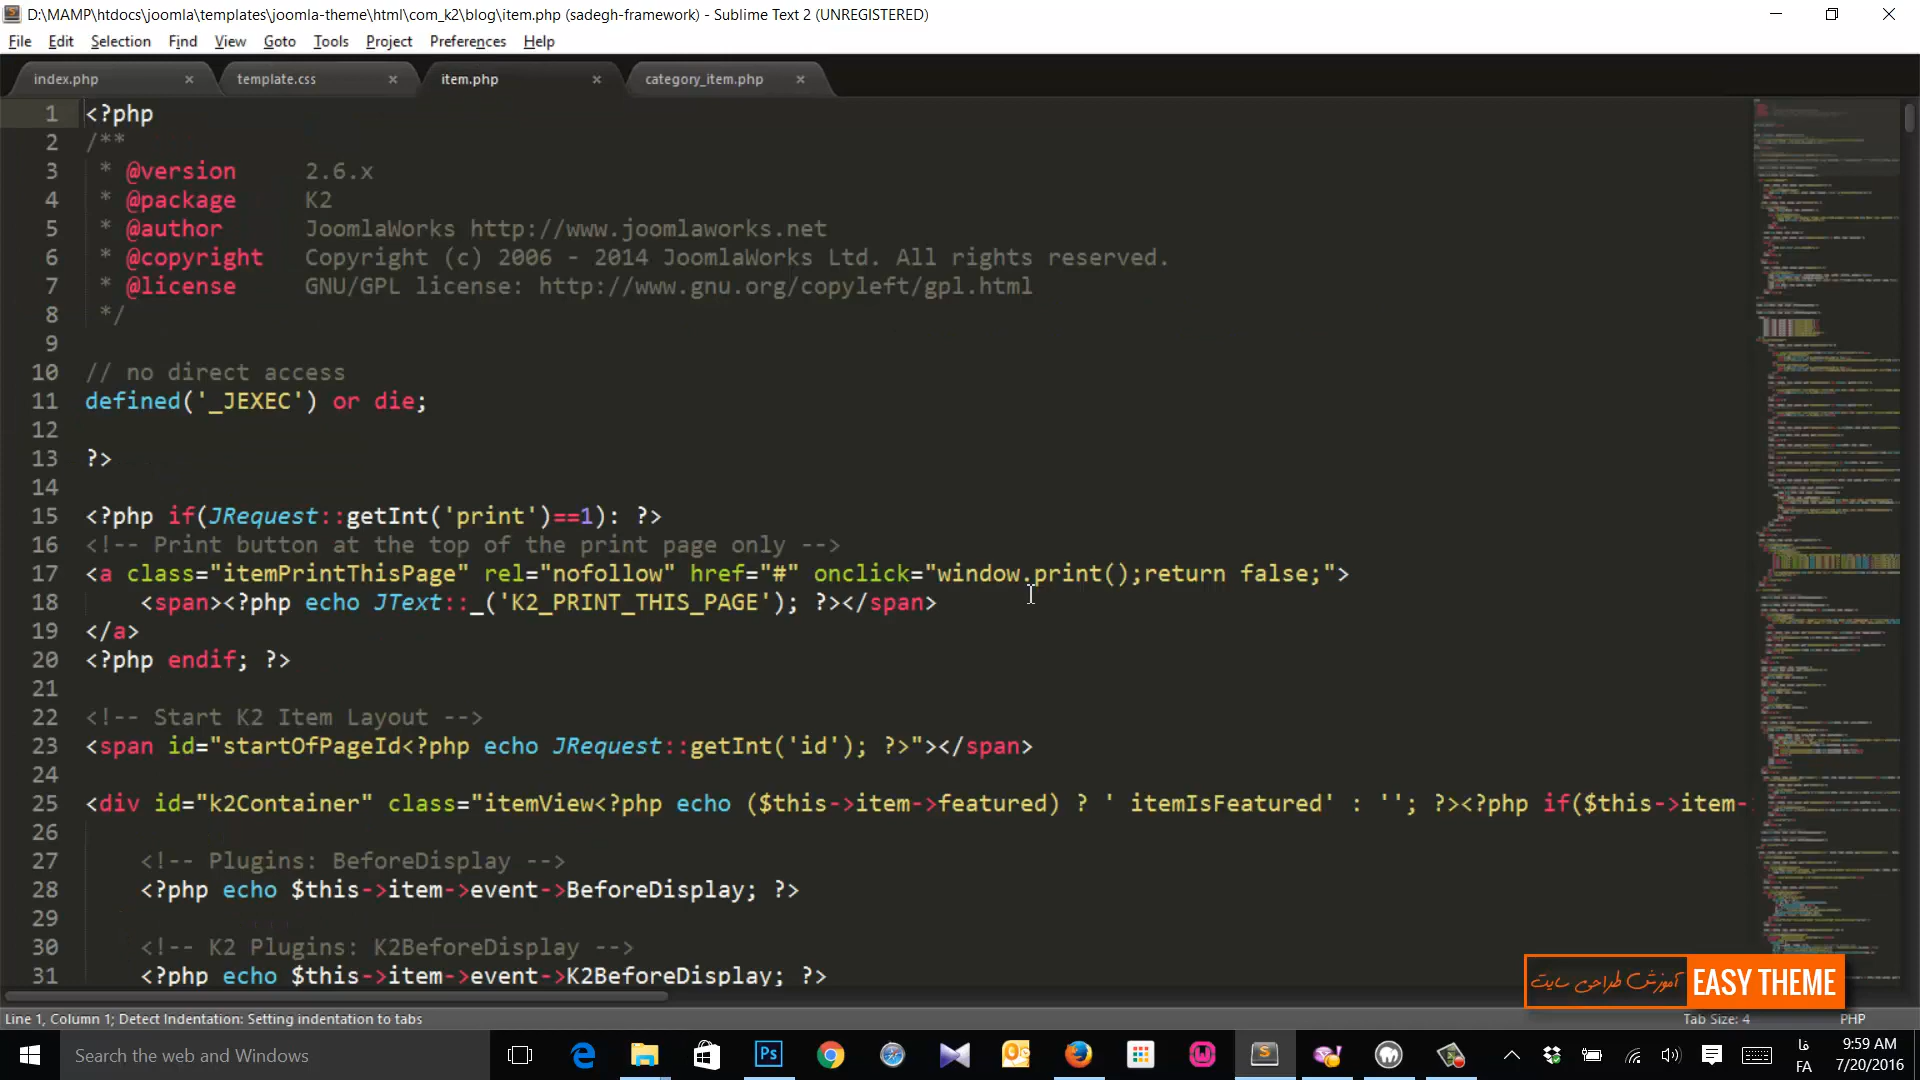 D:\MAMP\htdocs\joomla\templates\joomla-theme\html\com_k2\blog\item.php (sadegh-framework) - Sublime Text 2 (UNREGISTERED)
File Edit Selection Find View Goto Tools Project Preferences Help
index.php × template.css × item.php × category_item.php ×
1 <?php
2 /**
3  * @version 2.6.x
4  * @package K2
5  * @author JoomlaWorks http://www.joomlaworks.net
6  * @copyright Copyright (c) 2006 - 2014 JoomlaWorks Ltd. All rights reserved.
7  * @license GNU/GPL license: http://www.gnu.org/copyleft/gpl.html
8  */
9
10 // no direct access
11 defined('_JEXEC') or die;
12
13 ?>
14
15 <?php if(JRequest::getInt('print')==1): ?>
16 <!-- Print button at the top of the print page only -->
17 <a class="itemPrintThisPage" rel="nofollow" href="#" onclick="window.print();return false;">
18     <span><?php echo JText::_('K2_PRINT_THIS_PAGE'); ?></span>
19 </a>
20 <?php endif; ?>
21
22 <!-- Start K2 Item Layout -->
23 <span id="startOfPageId<?php echo JRequest::getInt('id'); ?>"></span>
24
25 <div id="k2Container" class="itemView<?php echo ($this->item->featured) ? ' itemIsFeatured' : ''; ?><?php if($this->item-
26
27     <!-- Plugins: BeforeDisplay -->
28     <?php echo $this->item->event->BeforeDisplay; ?>
29
30     <!-- K2 Plugins: K2BeforeDisplay -->
31     <?php echo $this->item->event->K2BeforeDisplay; ?>
آموزش طراحی سایت EASY THEME
Line 1, Column 1; Detect Indentation: Setting indentation to tabs Tab Size: 4 PHP
Search the web and Windows
فا
FA
9:59 AM
7/20/2016